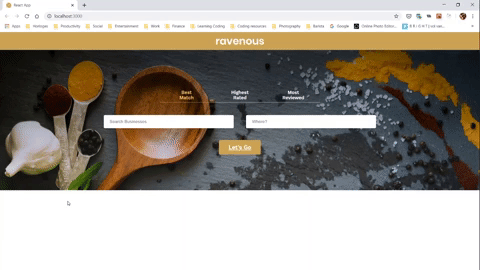 React App
localhost:3000
Apps
Analogies
Productivity
Social
Entertainment
Work
Finance
Learning Coding
Coding resources
Photography
Barista
Google
Online Photo Editor...
ravenous
Best Match
Highest Rated
Most Reviewed
Search Businesses
Where?
Let's Go